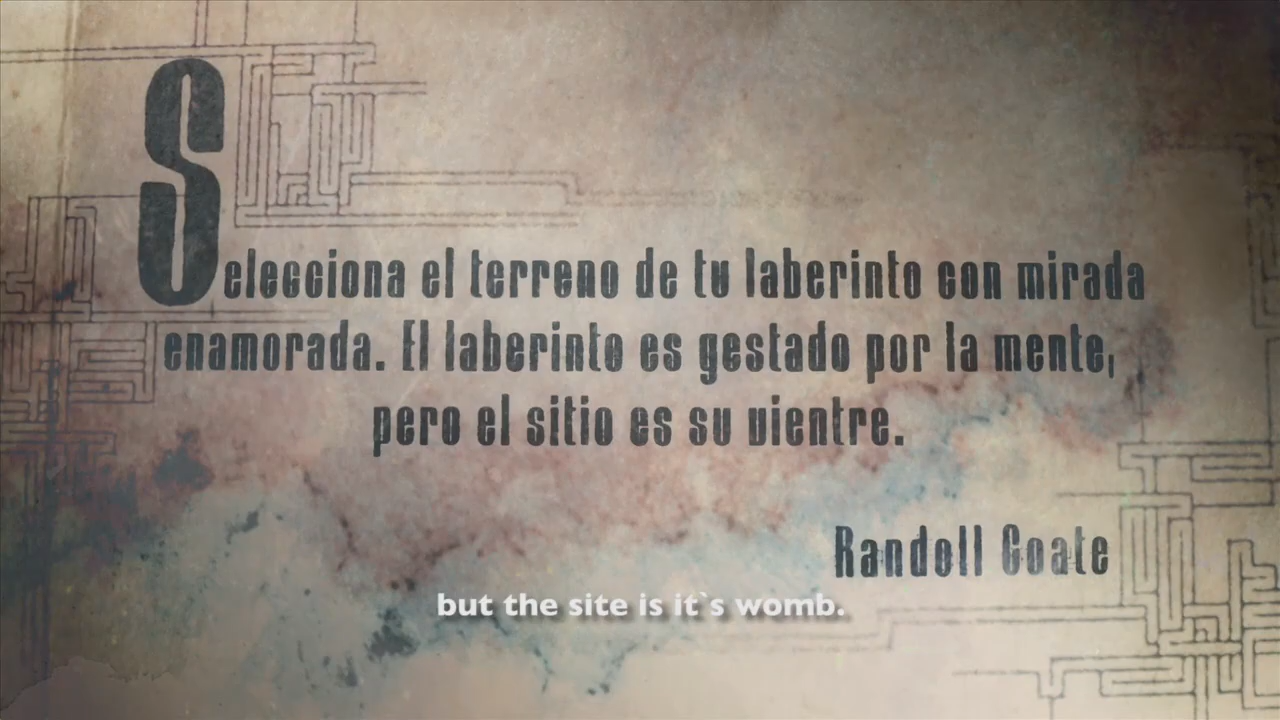 Selecciona el terreno de tu laberinto con mirada
enamorada. El laberinto es gestado por la mente,
pero el sitio es su vientre.
Randoll Coate
but the site is it`s womb.